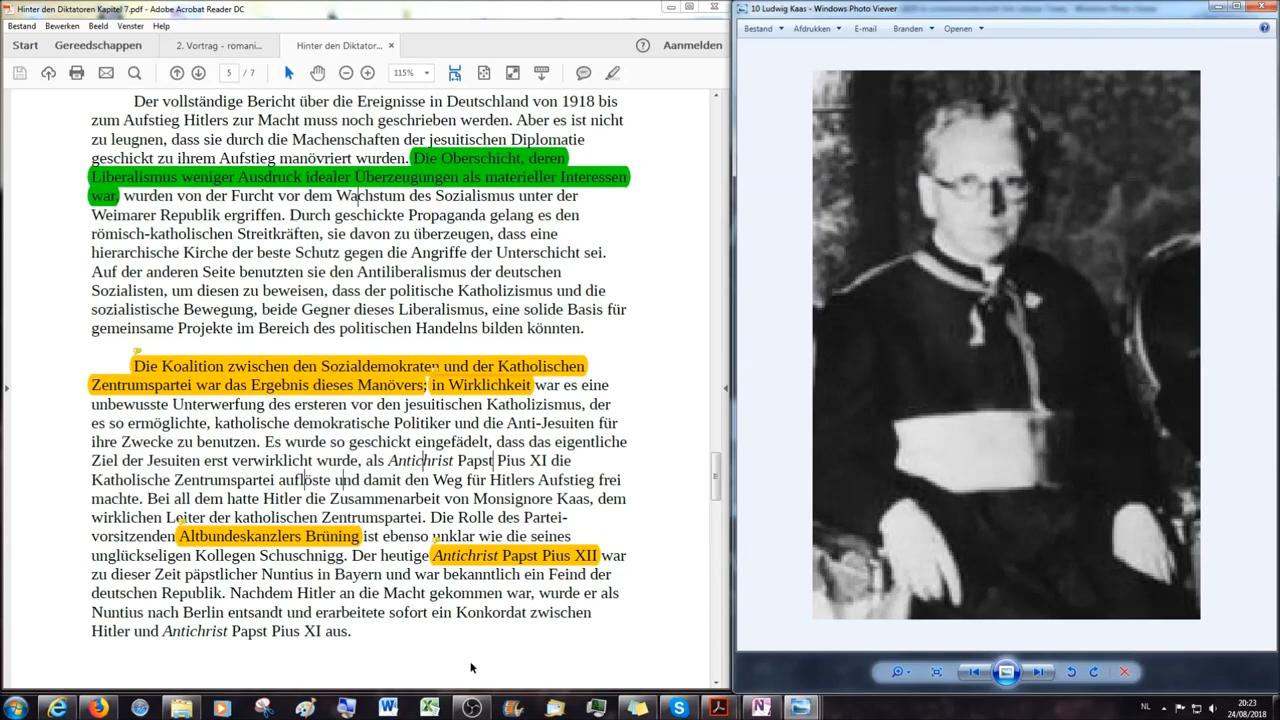 Hinter den Diktatoren Kapitel 7.pdf - Adobe Acrobat Reader DC
Bestand Bewerken Beeld Venster Help
Start Gereedschappen 2. Vortrag - romani... Hinter den Diktator... × Aanmelden
5 / 7 115%
Der vollständige Bericht über die Ereignisse in Deutschland von 1918 bis
zum Aufstieg Hitlers zur Macht muss noch geschrieben werden. Aber es ist nicht
zu leugnen, dass sie durch die Machenschaften der jesuitischen Diplomatie
geschickt zu ihrem Aufstieg manövriert wurden. Die Oberschicht, deren
Liberalismus weniger Ausdruck idealer Überzeugungen als materieller Interessen
war, wurden von der Furcht vor dem Wachstum des Sozialismus unter der
Weimarer Republik ergriffen. Durch geschickte Propaganda gelang es den
römisch-katholischen Streitkräften, sie davon zu überzeugen, dass eine
hierarchische Kirche der beste Schutz gegen die Angriffe der Unterschicht sei.
Auf der anderen Seite benutzten sie den Antiliberalismus der deutschen
Sozialisten, um diesen zu beweisen, dass der politische Katholizismus und die
sozialistische Bewegung, beide Gegner dieses Liberalismus, eine solide Basis für
gemeinsame Projekte im Bereich des politischen Handelns bilden könnten.
Die Koalition zwischen den Sozialdemokraten und der Katholischen
Zentrumspartei war das Ergebnis dieses Manövers; in Wirklichkeit war es eine
unbewusste Unterwerfung des ersteren vor den jesuitischen Katholizismus, der
es so ermöglichte, katholische demokratische Politiker und die Anti-Jesuiten für
ihre Zwecke zu benutzen. Es wurde so geschickt eingefädelt, dass das eigentliche
Ziel der Jesuiten erst verwirklicht wurde, als Antichrist Papst Pius XI die
Katholische Zentrumspartei auflöste und damit den Weg für Hitlers Aufstieg frei
machte. Bei all dem hatte Hitler die Zusammenarbeit von Monsignore Kaas, dem
wirklichen Leiter der katholischen Zentrumspartei. Die Rolle des Partei-
vorsitzenden Altbundeskanzlers Brüning ist ebenso unklar wie die seines
unglückseligen Kollegen Schuschnigg. Der heutige Antichrist Papst Pius XII war
zu dieser Zeit päpstlicher Nuntius in Bayern und war bekanntlich ein Feind der
deutschen Republik. Nachdem Hitler an die Macht gekommen war, wurde er als
Nuntius nach Berlin entsandt und erarbeitete sofort ein Konkordat zwischen
Hitler und Antichrist Papst Pius XI aus.
10 Ludwig Kaas - Windows Photo Viewer
Bestand Afdrukken E-mail Branden Openen
NL 20:23
24/08/2018